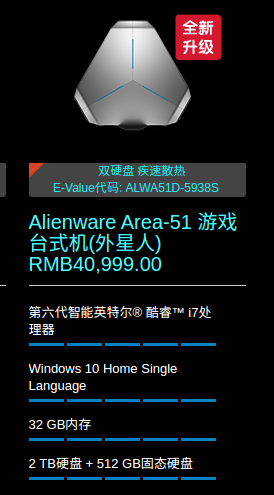 全新
升级
双硬盘 疾速散热
E-Value代码: ALWA51D-5938S
Alienware Area-51 游戏
台式机(外星人)
RMB40,999.00
第六代智能英特尔® 酷睿™ i7处
理器
Windows 10 Home Single
Language
32 GB内存
2 TB硬盘 + 512 GB固态硬盘